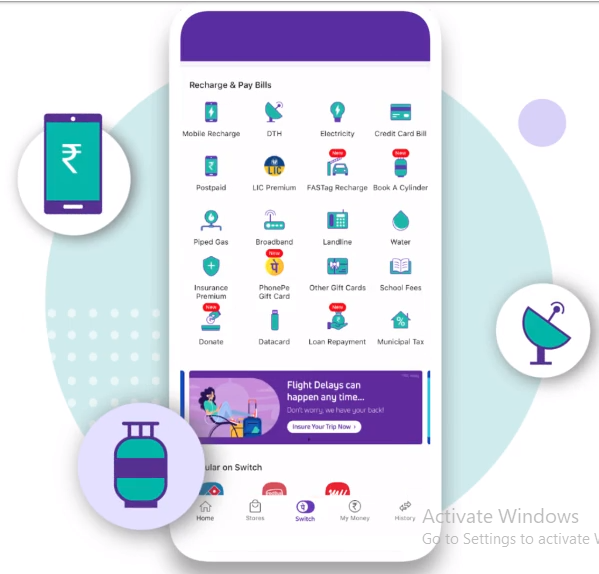 Recharge & Pay Bills
Mobile Recharge
DTH
Electricity
Credit Card Bill
New
New
Postpaid
LIC
LIC Premium
FASTag Recharge
Book A Cylinder
Piped Gas
Broadband
Landline
Water
New
Insurance
Premium
PhonePe
Gift Card
Other Gift Cards
School Fees
New
New
Donate
Datacard
Loan Repayment
Municipal Tax
Flight Delays can
happen any time...
Don't worry, we have your back!
Insure Your Trip Now ›
ular on Switch
Home
Stores
Switch
My Money
History
₹
Activate Windows
Go to Settings to activate W